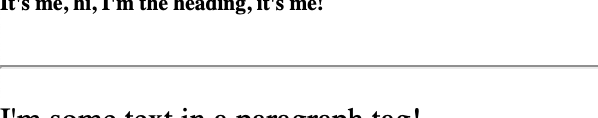 It's me, hi, I'm the heading, it's me!
I'm some text in a paragraph tag!